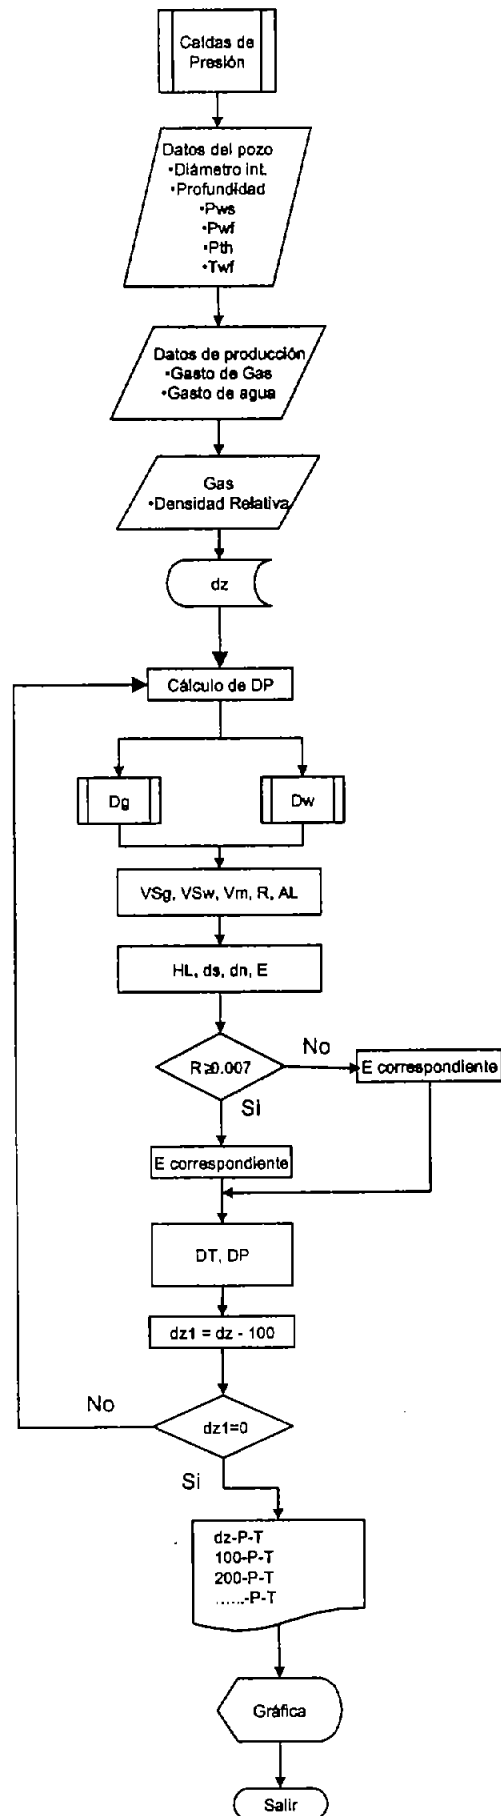 Caídas de
Presión
Datos del pozo
•Diámetro int.
•Profundidad
•Pws
•Pwf
•Pth
•Twf
Datos de producción
•Gasto de Gas
•Gasto de agua
Gas
•Densidad Relativa
dz
Cálculo de DP
Dg
Dw
VSg, VSw, Vm, R, AL
HL, ds, dn, E
R≥0.007
No
E correspondiente
Si
E correspondiente
DT, DP
dz1 = dz - 100
No
dz1=0
Si
dz-P-T
100-P-T
200-P-T
......-P-T
Gráfica
Salir